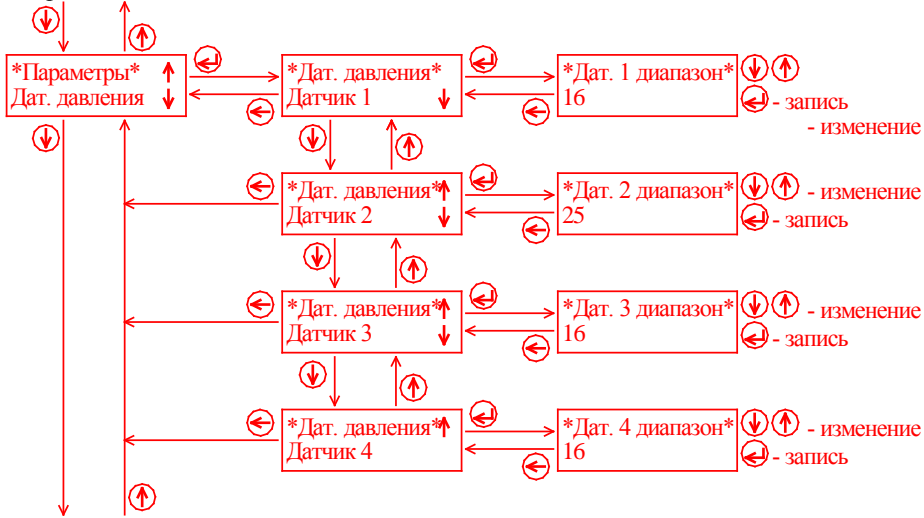 *Параметры*
Дат. давления
*Дат. давления*
Датчик 1
*Дат. 1 диапазон*
16
- запись
- изменение
*Дат. давления*
Датчик 2
*Дат. 2 диапазон*
25
- изменение
- запись
*Дат. давления*
Датчик 3
*Дат. 3 диапазон*
16
- изменение
- запись
*Дат. давления*
Датчик 4
*Дат. 4 диапазон*
16
- изменение
- запись